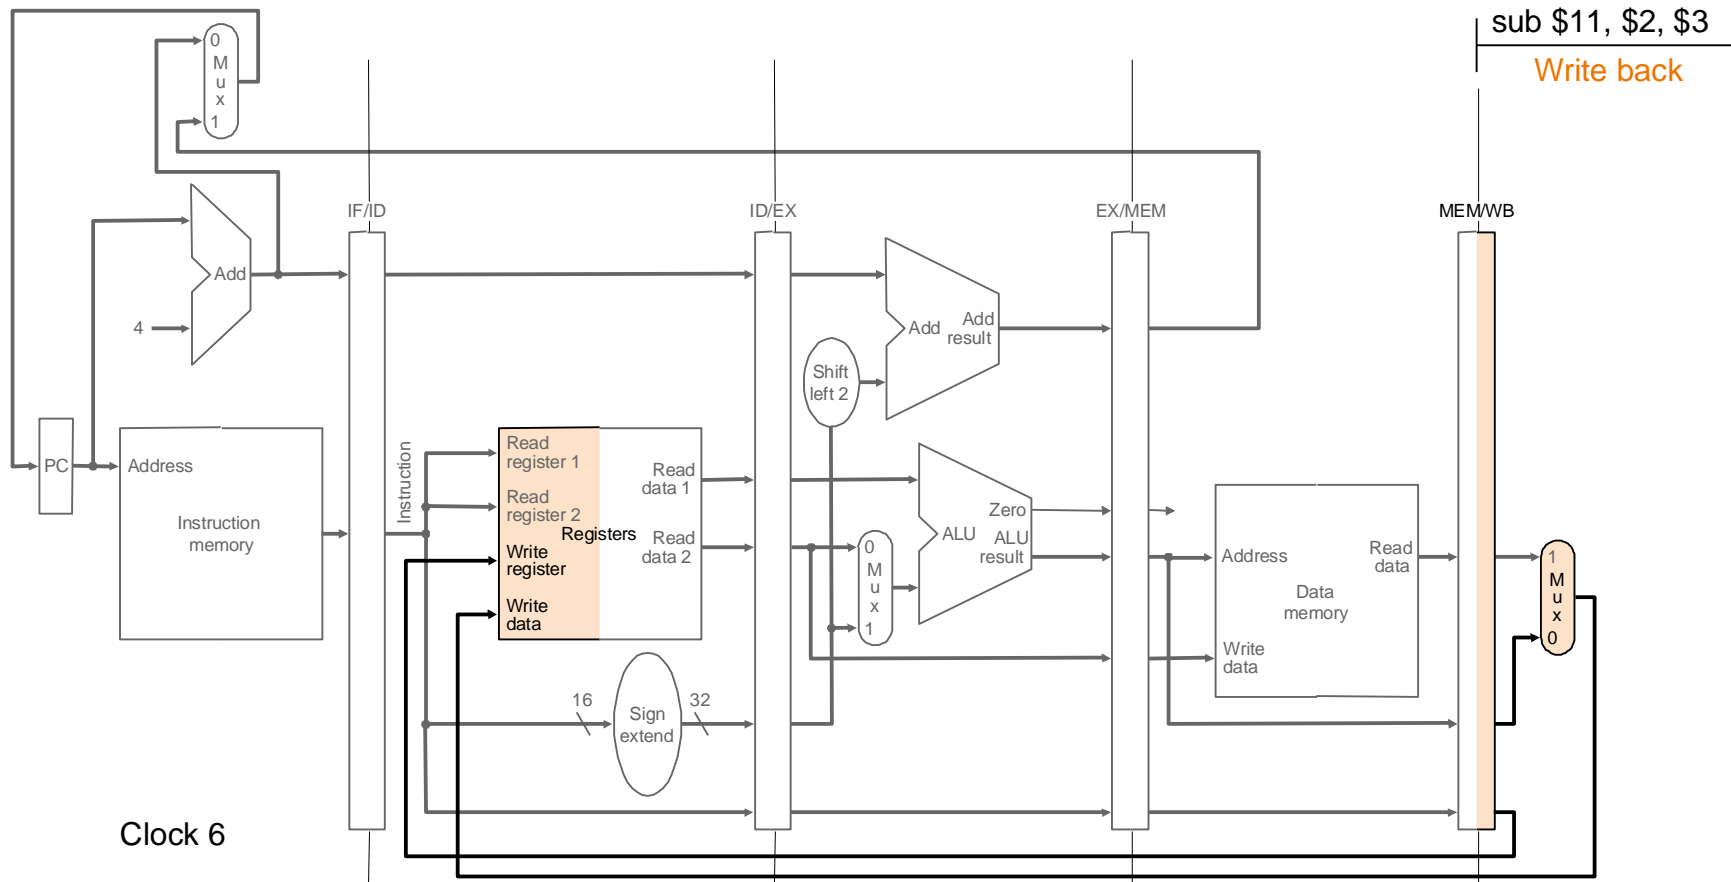 sub $11, $2, $3
Write back
0
M
u
x
1
IF/ID
ID/EX
EX/MEM
MEM/WB
Add
4
Add
Add
result
Shift
left 2
PC
Address
Instruction
memory
Instruction
Read
register 1
Read
register 2
Write
register
Write
data
Registers
Read
data 1
Read
data 2
0
M
u
x
1
Zero
ALU
ALU
result
Address
Read
data
Data
memory
Write
data
1
M
u
x
0
16
Sign
extend
32
Clock 6